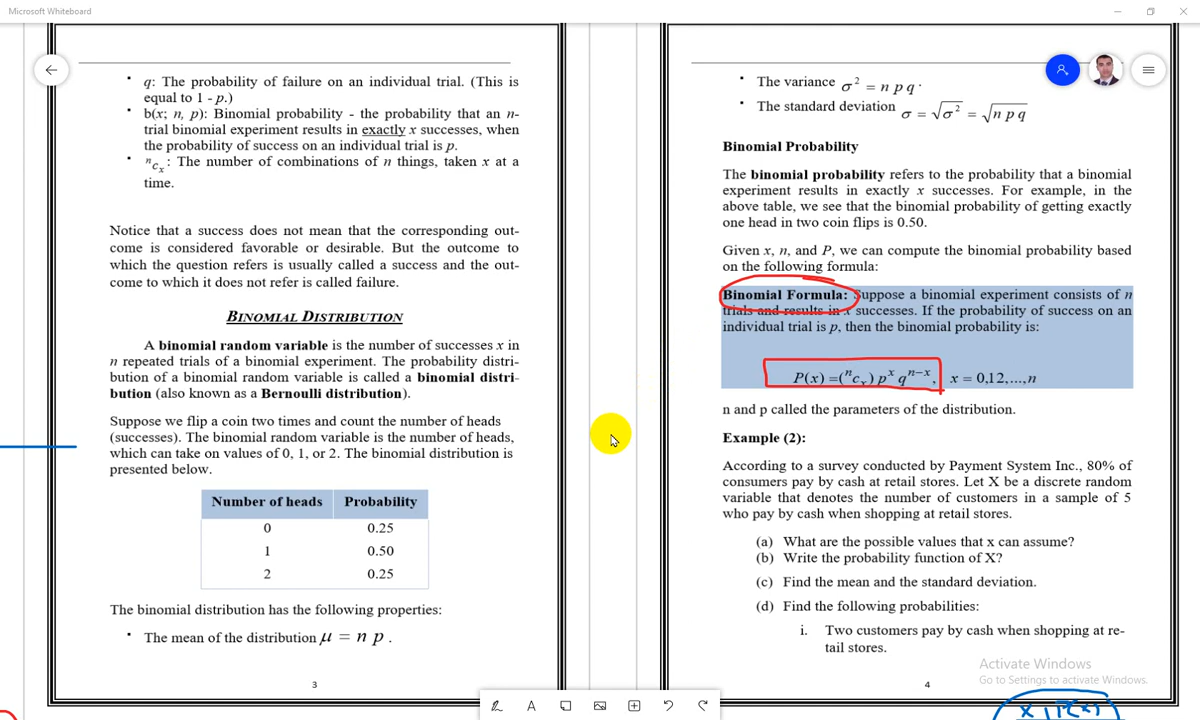 Microsoft Whiteboard
• q: The probability of failure on an individual trial. (This is
equal to 1 - p.)
• b(x; n, p): Binomial probability - the probability that an n-
trial binomial experiment results in exactly x successes, when
the probability of success on an individual trial is p.
• ⁿcₓ : The number of combinations of n things, taken x at a
time.
Notice that a success does not mean that the corresponding out-
come is considered favorable or desirable. But the outcome to
which the question refers is usually called a success and the out-
come to which it does not refer is called failure.
BINOMIAL DISTRIBUTION
A binomial random variable is the number of successes x in
n repeated trials of a binomial experiment. The probability distri-
bution of a binomial random variable is called a binomial distri-
bution (also known as a Bernoulli distribution).
Suppose we flip a coin two times and count the number of heads
(successes). The binomial random variable is the number of heads,
which can take on values of 0, 1, or 2. The binomial distribution is
presented below.
Number of heads Probability
0 0.25
1 0.50
2 0.25
The binomial distribution has the following properties:
• The mean of the distribution μ = n p .
3
• The variance σ² = n p q .
• The standard deviation σ = √σ² = √n p q
Binomial Probability
The binomial probability refers to the probability that a binomial
experiment results in exactly x successes. For example, in the
above table, we see that the binomial probability of getting exactly
one head in two coin flips is 0.50.
Given x, n, and P, we can compute the binomial probability based
on the following formula:
Binomial Formula: Suppose a binomial experiment consists of n
trials and results in x successes. If the probability of success on an
individual trial is p, then the binomial probability is:
P(x) =(ⁿcₓ) pˣ qⁿ⁻ˣ, x = 0,12,...,n
n and p called the parameters of the distribution.
Example (2):
According to a survey conducted by Payment System Inc., 80% of
consumers pay by cash at retail stores. Let X be a discrete random
variable that denotes the number of customers in a sample of 5
who pay by cash when shopping at retail stores.
(a) What are the possible values that x can assume?
(b) Write the probability function of X?
(c) Find the mean and the standard deviation.
(d) Find the following probabilities:
i. Two customers pay by cash when shopping at re-
tail stores.
4
Activate Windows
Go to Settings to activate Windows.